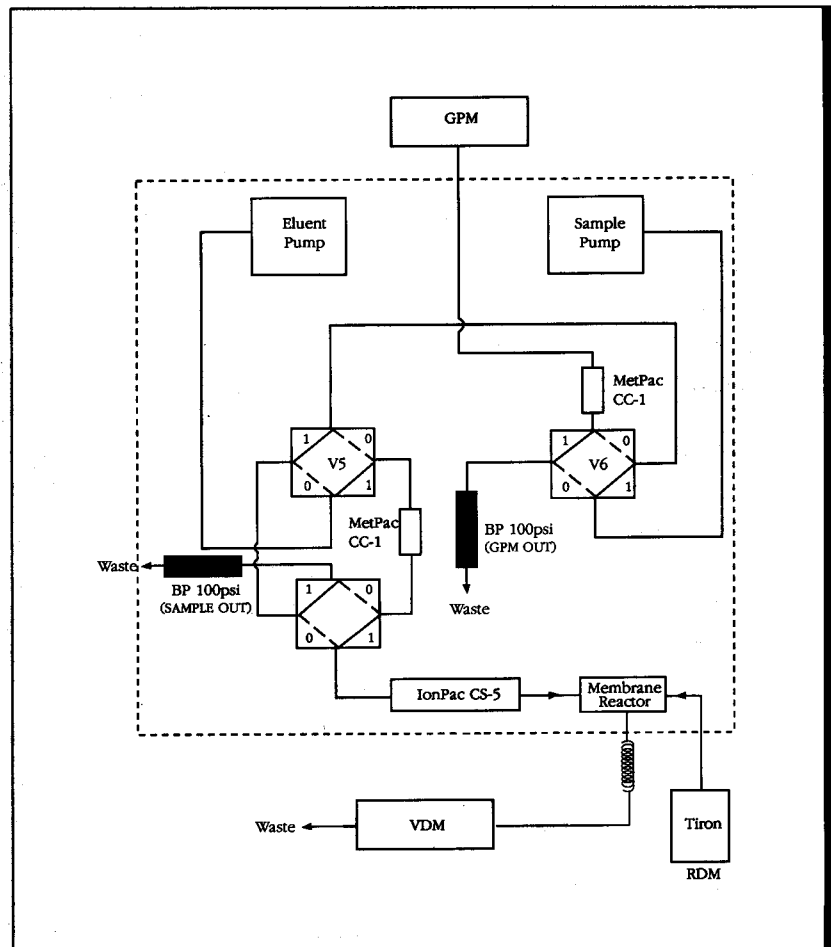 GPM
Eluent
Pump
Sample
Pump
MetPac
CC-1
1
0
V5
0
1
1
0
V6
0
1
MetPac
CC-1
BP 100psi
(GPM OUT)
Waste
Waste
BP 100psi
(SAMPLE OUT)
1
0
0
1
IonPac CS-5
Membrane
Reactor
Waste
VDM
Tiron
RDM